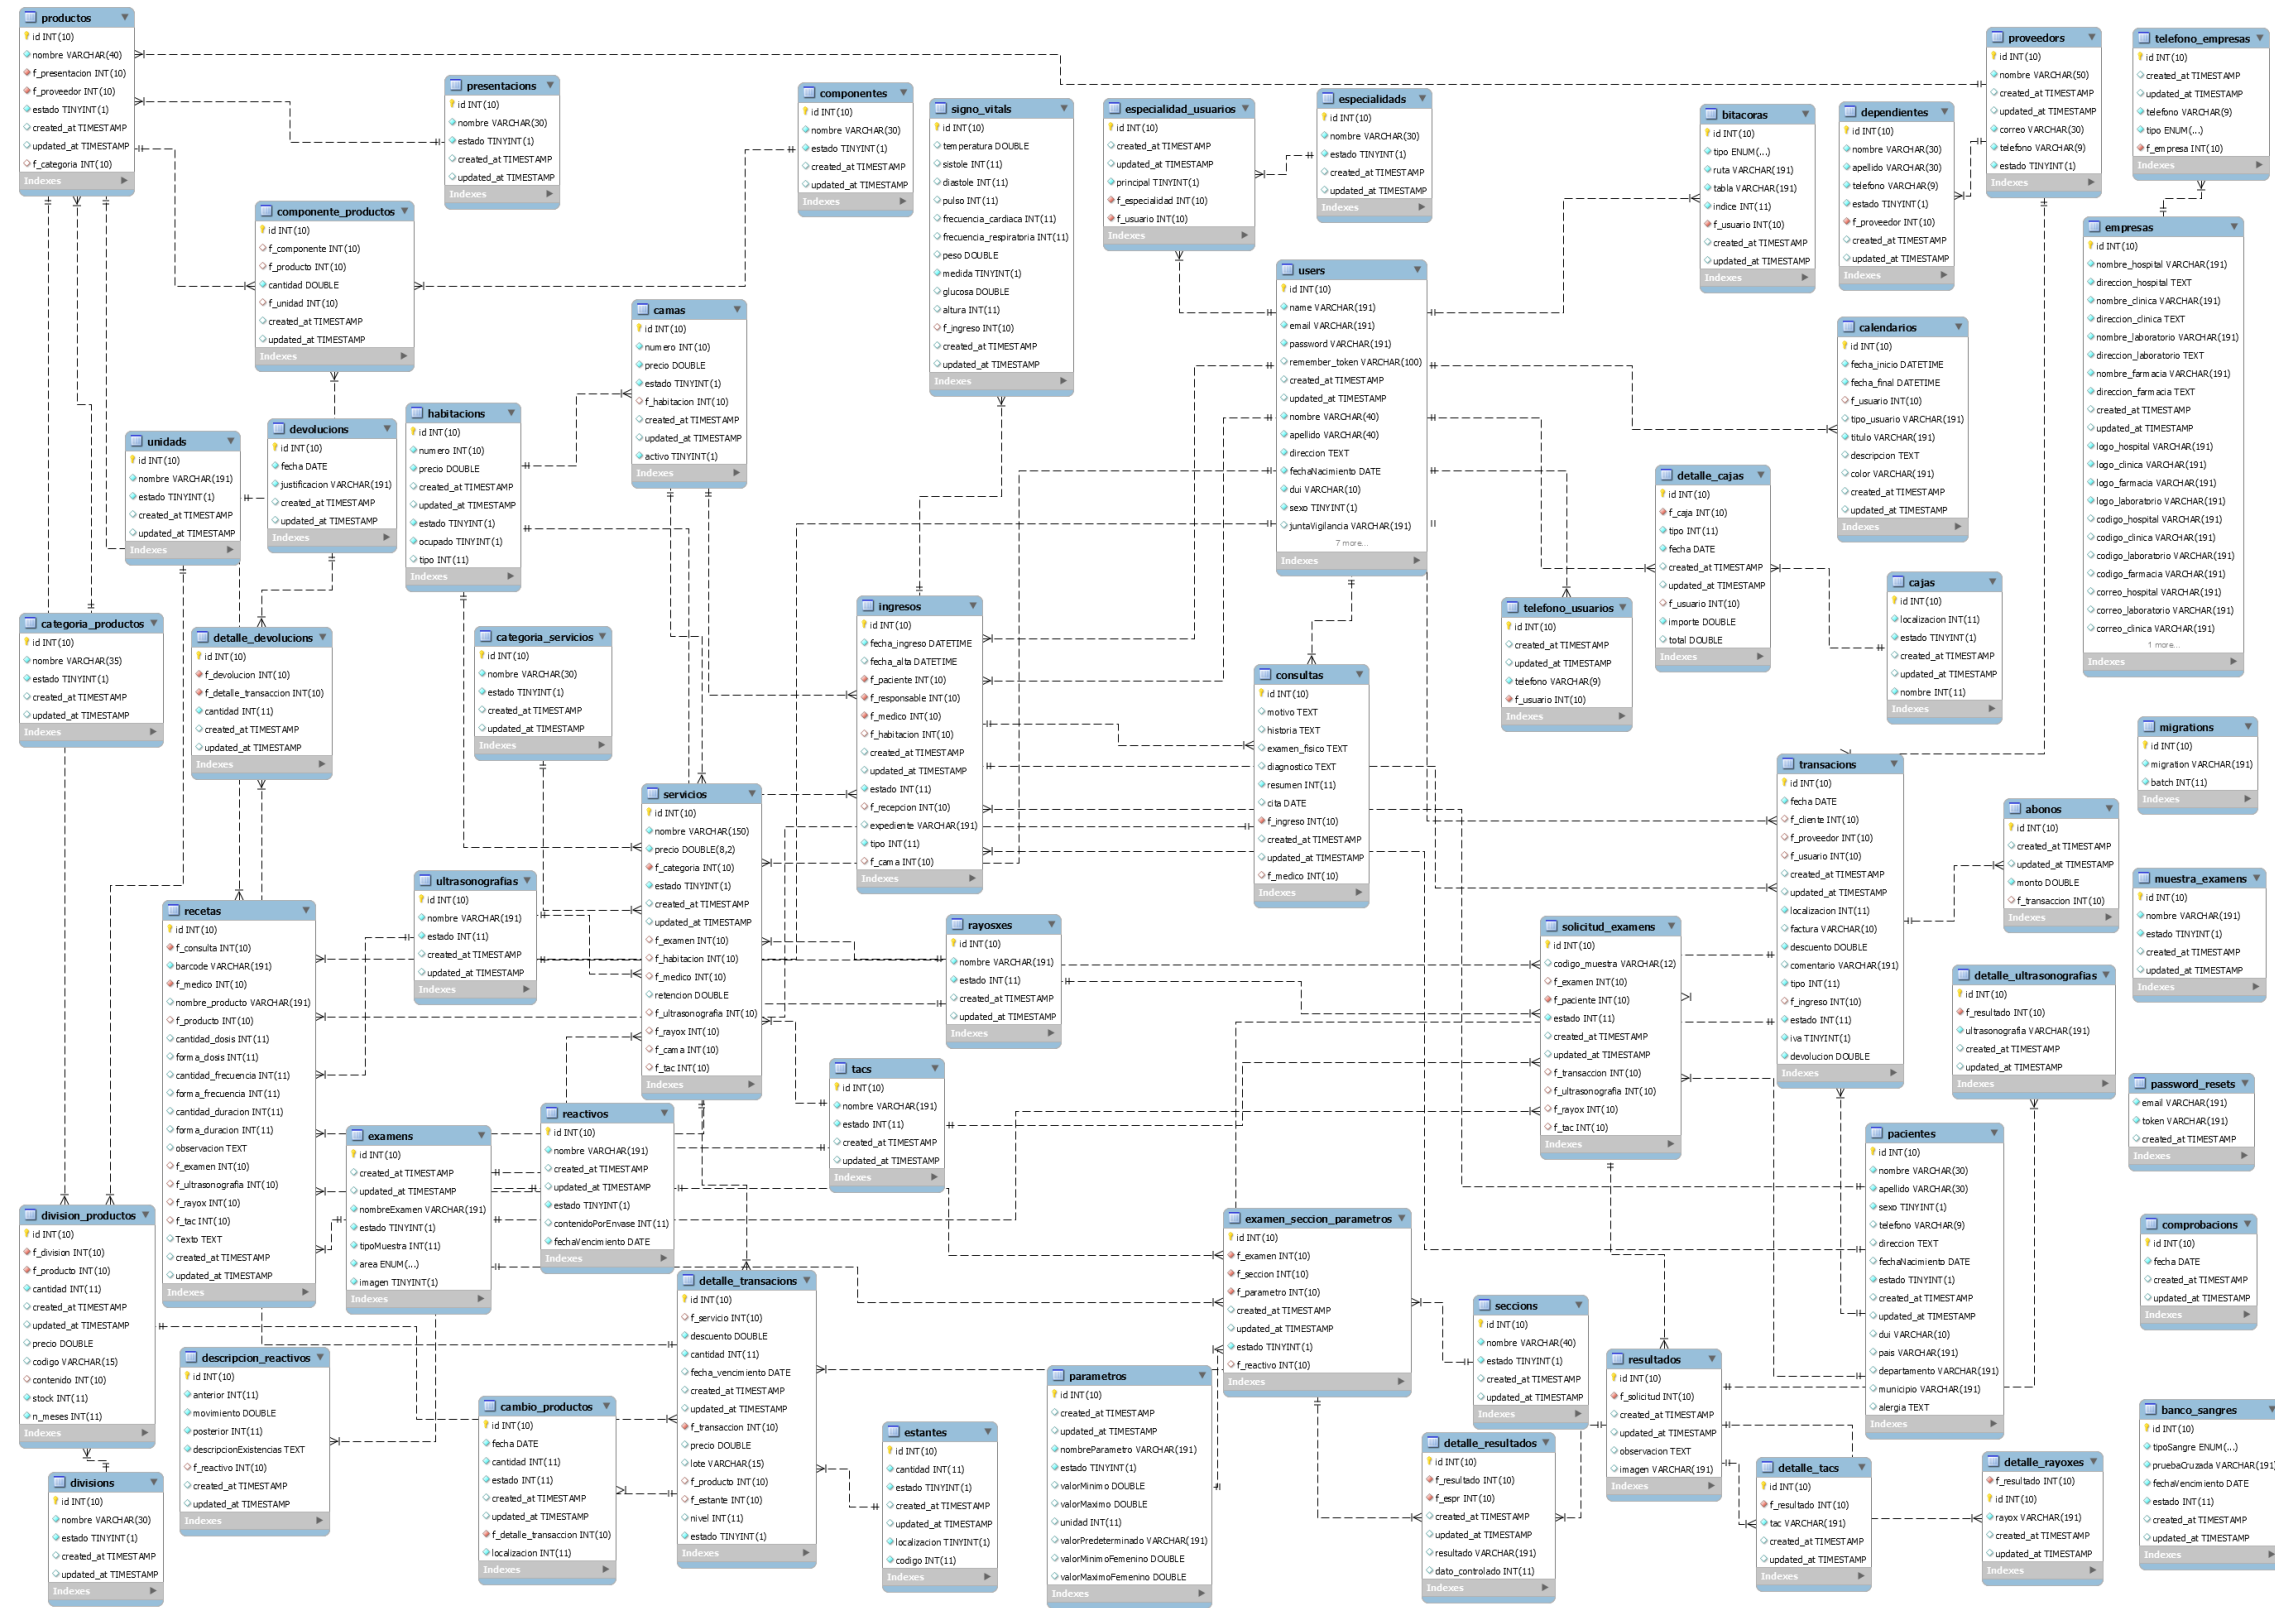 productos
id INT(10)
nombre VARCHAR(40)
f_presentacion INT(10)
f_proveedor INT(10)
estado TINYINT(1)
created_at TIMESTAMP
updated_at TIMESTAMP
f_categoria INT(10)
Indexes
presentacions
id INT(10)
nombre VARCHAR(30)
estado TINYINT(1)
created_at TIMESTAMP
updated_at TIMESTAMP
Indexes
componentes
id INT(10)
nombre VARCHAR(30)
estado TINYINT(1)
created_at TIMESTAMP
updated_at TIMESTAMP
Indexes
signo_vitals
id INT(10)
temperatura DOUBLE
sistole INT(11)
diastole INT(11)
pulso INT(11)
frecuencia_cardiaca INT(11)
frecuencia_respiratoria INT(11)
peso DOUBLE
medida TINYINT(1)
glucosa DOUBLE
altura INT(11)
f_ingreso INT(10)
created_at TIMESTAMP
updated_at TIMESTAMP
Indexes
especialidad_usuarios
id INT(10)
created_at TIMESTAMP
updated_at TIMESTAMP
principal TINYINT(1)
f_especialidad INT(10)
f_usuario INT(10)
Indexes
especialidads
id INT(10)
nombre VARCHAR(30)
estado TINYINT(1)
created_at TIMESTAMP
updated_at TIMESTAMP
Indexes
bitacoras
id INT(10)
tipo ENUM(...)
ruta VARCHAR(191)
tabla VARCHAR(191)
indice INT(11)
f_usuario INT(10)
created_at TIMESTAMP
updated_at TIMESTAMP
Indexes
dependientes
id INT(10)
nombre VARCHAR(30)
apellido VARCHAR(30)
telefono VARCHAR(9)
estado TINYINT(1)
f_proveedor INT(10)
created_at TIMESTAMP
updated_at TIMESTAMP
Indexes
proveedors
id INT(10)
nombre VARCHAR(50)
created_at TIMESTAMP
updated_at TIMESTAMP
correo VARCHAR(30)
telefono VARCHAR(9)
estado TINYINT(1)
Indexes
telefono_empresas
id INT(10)
created_at TIMESTAMP
updated_at TIMESTAMP
telefono VARCHAR(9)
tipo ENUM(...)
f_empresa INT(10)
Indexes
componente_productos
id INT(10)
f_componente INT(10)
f_producto INT(10)
cantidad DOUBLE
f_unidad INT(10)
created_at TIMESTAMP
updated_at TIMESTAMP
Indexes
camas
id INT(10)
numero INT(10)
precio DOUBLE
estado TINYINT(1)
f_habitacion INT(10)
created_at TIMESTAMP
updated_at TIMESTAMP
activo TINYINT(1)
Indexes
users
id INT(10)
name VARCHAR(191)
email VARCHAR(191)
password VARCHAR(191)
remember_token VARCHAR(100)
created_at TIMESTAMP
updated_at TIMESTAMP
nombre VARCHAR(40)
apellido VARCHAR(40)
direccion TEXT
fechaNacimiento DATE
dui VARCHAR(10)
sexo TINYINT(1)
juntaVigilancia VARCHAR(191)
7 more...
Indexes
calendarios
id INT(10)
fecha_inicio DATETIME
fecha_final DATETIME
f_usuario INT(10)
tipo_usuario VARCHAR(191)
titulo VARCHAR(191)
descripcion TEXT
color VARCHAR(191)
created_at TIMESTAMP
updated_at TIMESTAMP
Indexes
empresas
id INT(10)
nombre_hospital VARCHAR(191)
direccion_hospital TEXT
nombre_clinica VARCHAR(191)
direccion_clinica TEXT
nombre_laboratorio VARCHAR(191)
direccion_laboratorio TEXT
nombre_farmacia VARCHAR(191)
direccion_farmacia TEXT
created_at TIMESTAMP
updated_at TIMESTAMP
logo_hospital VARCHAR(191)
logo_clinica VARCHAR(191)
logo_farmacia VARCHAR(191)
logo_laboratorio VARCHAR(191)
codigo_hospital VARCHAR(191)
codigo_clinica VARCHAR(191)
codigo_laboratorio VARCHAR(191)
codigo_farmacia VARCHAR(191)
correo_hospital VARCHAR(191)
correo_laboratorio VARCHAR(191)
correo_clinica VARCHAR(191)
1 more...
Indexes
unidads
id INT(10)
nombre VARCHAR(191)
estado TINYINT(1)
created_at TIMESTAMP
updated_at TIMESTAMP
Indexes
devolucions
id INT(10)
fecha DATE
justificacion VARCHAR(191)
created_at TIMESTAMP
updated_at TIMESTAMP
Indexes
habitacions
id INT(10)
numero INT(10)
precio DOUBLE
created_at TIMESTAMP
updated_at TIMESTAMP
estado TINYINT(1)
ocupado TINYINT(1)
tipo INT(11)
Indexes
detalle_cajas
id INT(10)
f_caja INT(10)
tipo INT(11)
fecha DATE
created_at TIMESTAMP
updated_at TIMESTAMP
f_usuario INT(10)
importe DOUBLE
total DOUBLE
Indexes
cajas
id INT(10)
localizacion INT(11)
estado TINYINT(1)
created_at TIMESTAMP
updated_at TIMESTAMP
nombre INT(11)
Indexes
telefono_usuarios
id INT(10)
created_at TIMESTAMP
updated_at TIMESTAMP
telefono VARCHAR(9)
f_usuario INT(10)
Indexes
categoria_productos
id INT(10)
nombre VARCHAR(35)
estado TINYINT(1)
created_at TIMESTAMP
updated_at TIMESTAMP
Indexes
detalle_devolucions
id INT(10)
f_devolucion INT(10)
f_detalle_transaccion INT(10)
cantidad INT(11)
created_at TIMESTAMP
updated_at TIMESTAMP
Indexes
categoria_servicios
id INT(10)
nombre VARCHAR(30)
estado TINYINT(1)
created_at TIMESTAMP
updated_at TIMESTAMP
Indexes
ingresos
id INT(10)
fecha_ingreso DATETIME
fecha_alta DATETIME
f_paciente INT(10)
f_responsable INT(10)
f_medico INT(10)
f_habitacion INT(10)
created_at TIMESTAMP
updated_at TIMESTAMP
estado INT(11)
f_recepcion INT(10)
expediente VARCHAR(191)
tipo INT(11)
f_cama INT(10)
Indexes
consultas
id INT(10)
motivo TEXT
historia TEXT
examen_fisico TEXT
diagnostico TEXT
resumen INT(11)
cita DATE
f_ingreso INT(10)
created_at TIMESTAMP
updated_at TIMESTAMP
f_medico INT(10)
Indexes
servicios
id INT(10)
nombre VARCHAR(150)
precio DOUBLE(8,2)
f_categoria INT(10)
estado TINYINT(1)
created_at TIMESTAMP
updated_at TIMESTAMP
f_examen INT(10)
f_habitacion INT(10)
f_medico INT(10)
retencion DOUBLE
f_ultrasonografia INT(10)
f_rayox INT(10)
f_cama INT(10)
f_tac INT(10)
Indexes
transacions
id INT(10)
fecha DATE
f_cliente INT(10)
f_proveedor INT(10)
f_usuario INT(10)
created_at TIMESTAMP
updated_at TIMESTAMP
localizacion INT(11)
factura VARCHAR(10)
descuento DOUBLE
comentario VARCHAR(191)
tipo INT(11)
f_ingreso INT(10)
estado INT(11)
iva TINYINT(1)
devolucion DOUBLE
Indexes
migrations
id INT(10)
migration VARCHAR(191)
batch INT(11)
Indexes
abonos
id INT(10)
created_at TIMESTAMP
updated_at TIMESTAMP
monto DOUBLE
f_transaccion INT(10)
Indexes
muestra_examens
id INT(10)
nombre VARCHAR(191)
estado TINYINT(1)
created_at TIMESTAMP
updated_at TIMESTAMP
Indexes
recetas
id INT(10)
f_consulta INT(10)
barcode VARCHAR(191)
f_medico INT(10)
nombre_producto VARCHAR(191)
f_producto INT(10)
cantidad_dosis INT(11)
forma_dosis INT(11)
cantidad_frecuencia INT(11)
forma_frecuencia INT(11)
cantidad_duracion INT(11)
forma_duracion INT(11)
observacion TEXT
f_examen INT(10)
f_ultrasonografia INT(10)
f_rayox INT(10)
f_tac INT(10)
Texto TEXT
created_at TIMESTAMP
updated_at TIMESTAMP
Indexes
ultrasonografias
id INT(10)
nombre VARCHAR(191)
estado INT(11)
created_at TIMESTAMP
updated_at TIMESTAMP
Indexes
rayosxes
id INT(10)
nombre VARCHAR(191)
estado INT(11)
created_at TIMESTAMP
updated_at TIMESTAMP
Indexes
solicitud_examens
id INT(10)
codigo_muestra VARCHAR(12)
f_examen INT(10)
f_paciente INT(10)
estado INT(11)
created_at TIMESTAMP
updated_at TIMESTAMP
f_transaccion INT(10)
f_ultrasonografia INT(10)
f_rayox INT(10)
f_tac INT(10)
Indexes
detalle_ultrasonografias
id INT(10)
f_resultado INT(10)
ultrasonografia VARCHAR(191)
created_at TIMESTAMP
updated_at TIMESTAMP
Indexes
tacs
id INT(10)
nombre VARCHAR(191)
estado INT(11)
created_at TIMESTAMP
updated_at TIMESTAMP
Indexes
password_resets
email VARCHAR(191)
token VARCHAR(191)
created_at TIMESTAMP
Indexes
examens
id INT(10)
created_at TIMESTAMP
updated_at TIMESTAMP
nombreExamen VARCHAR(191)
estado TINYINT(1)
tipoMuestra INT(11)
area ENUM(...)
imagen TINYINT(1)
Indexes
reactivos
id INT(10)
nombre VARCHAR(191)
created_at TIMESTAMP
updated_at TIMESTAMP
estado TINYINT(1)
contenidoPorEnvase INT(11)
fechaVencimiento DATE
Indexes
pacientes
id INT(10)
nombre VARCHAR(30)
apellido VARCHAR(30)
sexo TINYINT(1)
telefono VARCHAR(9)
direccion TEXT
fechaNacimiento DATE
estado TINYINT(1)
created_at TIMESTAMP
updated_at TIMESTAMP
dui VARCHAR(10)
pais VARCHAR(191)
departamento VARCHAR(191)
municipio VARCHAR(191)
alergia TEXT
Indexes
division_productos
id INT(10)
f_division INT(10)
f_producto INT(10)
cantidad INT(11)
created_at TIMESTAMP
updated_at TIMESTAMP
precio DOUBLE
codigo VARCHAR(15)
contenido INT(10)
stock INT(11)
n_meses INT(11)
Indexes
examen_seccion_parametros
id INT(10)
f_examen INT(10)
f_seccion INT(10)
f_parametro INT(10)
created_at TIMESTAMP
updated_at TIMESTAMP
estado TINYINT(1)
f_reactivo INT(10)
Indexes
comprobacions
id INT(10)
fecha DATE
created_at TIMESTAMP
updated_at TIMESTAMP
Indexes
detalle_transacions
id INT(10)
f_servicio INT(10)
descuento DOUBLE
cantidad INT(11)
fecha_vencimiento DATE
created_at TIMESTAMP
updated_at TIMESTAMP
f_transaccion INT(10)
precio DOUBLE
lote VARCHAR(15)
f_producto INT(10)
f_estante INT(10)
nivel INT(11)
estado TINYINT(1)
Indexes
seccions
id INT(10)
nombre VARCHAR(40)
estado TINYINT(1)
created_at TIMESTAMP
updated_at TIMESTAMP
Indexes
descripcion_reactivos
id INT(10)
anterior INT(11)
movimiento DOUBLE
posterior INT(11)
descripcionExistencias TEXT
f_reactivo INT(10)
created_at TIMESTAMP
updated_at TIMESTAMP
Indexes
parametros
id INT(10)
created_at TIMESTAMP
updated_at TIMESTAMP
nombreParametro VARCHAR(191)
estado TINYINT(1)
valorMinimo DOUBLE
valorMaximo DOUBLE
unidad INT(11)
valorPredeterminado VARCHAR(191)
valorMinimoFemenino DOUBLE
valorMaximoFemenino DOUBLE
Indexes
resultados
id INT(10)
f_solicitud INT(10)
created_at TIMESTAMP
updated_at TIMESTAMP
observacion TEXT
imagen VARCHAR(191)
Indexes
cambio_productos
id INT(10)
fecha DATE
cantidad INT(11)
estado INT(11)
created_at TIMESTAMP
updated_at TIMESTAMP
f_detalle_transaccion INT(10)
localizacion INT(11)
Indexes
estantes
id INT(10)
cantidad INT(11)
estado TINYINT(1)
created_at TIMESTAMP
updated_at TIMESTAMP
localizacion TINYINT(1)
codigo INT(11)
Indexes
detalle_resultados
id INT(10)
f_resultado INT(10)
f_espr INT(10)
created_at TIMESTAMP
updated_at TIMESTAMP
resultado VARCHAR(191)
dato_controlado INT(11)
Indexes
detalle_tacs
id INT(10)
f_resultado INT(10)
tac VARCHAR(191)
created_at TIMESTAMP
updated_at TIMESTAMP
Indexes
detalle_rayoxes
f_resultado INT(10)
id INT(10)
rayox VARCHAR(191)
created_at TIMESTAMP
updated_at TIMESTAMP
Indexes
banco_sangres
id INT(10)
tipoSangre ENUM(...)
pruebaCruzada VARCHAR(191)
fechaVencimiento DATE
estado INT(11)
created_at TIMESTAMP
updated_at TIMESTAMP
Indexes
divisions
id INT(10)
nombre VARCHAR(30)
estado TINYINT(1)
created_at TIMESTAMP
updated_at TIMESTAMP
Indexes